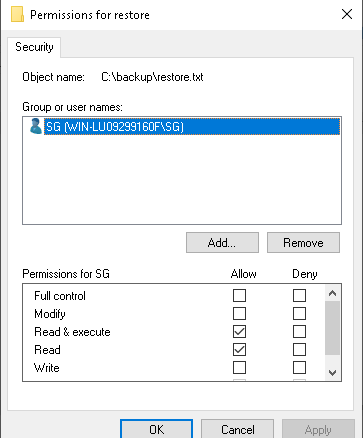 Permissions for restore
Security
Object name: C:\backup\restore.txt
Group or user names:
SG (WIN-LU09299160F\SG)
Add... Remove
Permissions for SG Allow Deny
Full control
Modify
Read & execute
Read
Write
OK Cancel Apply